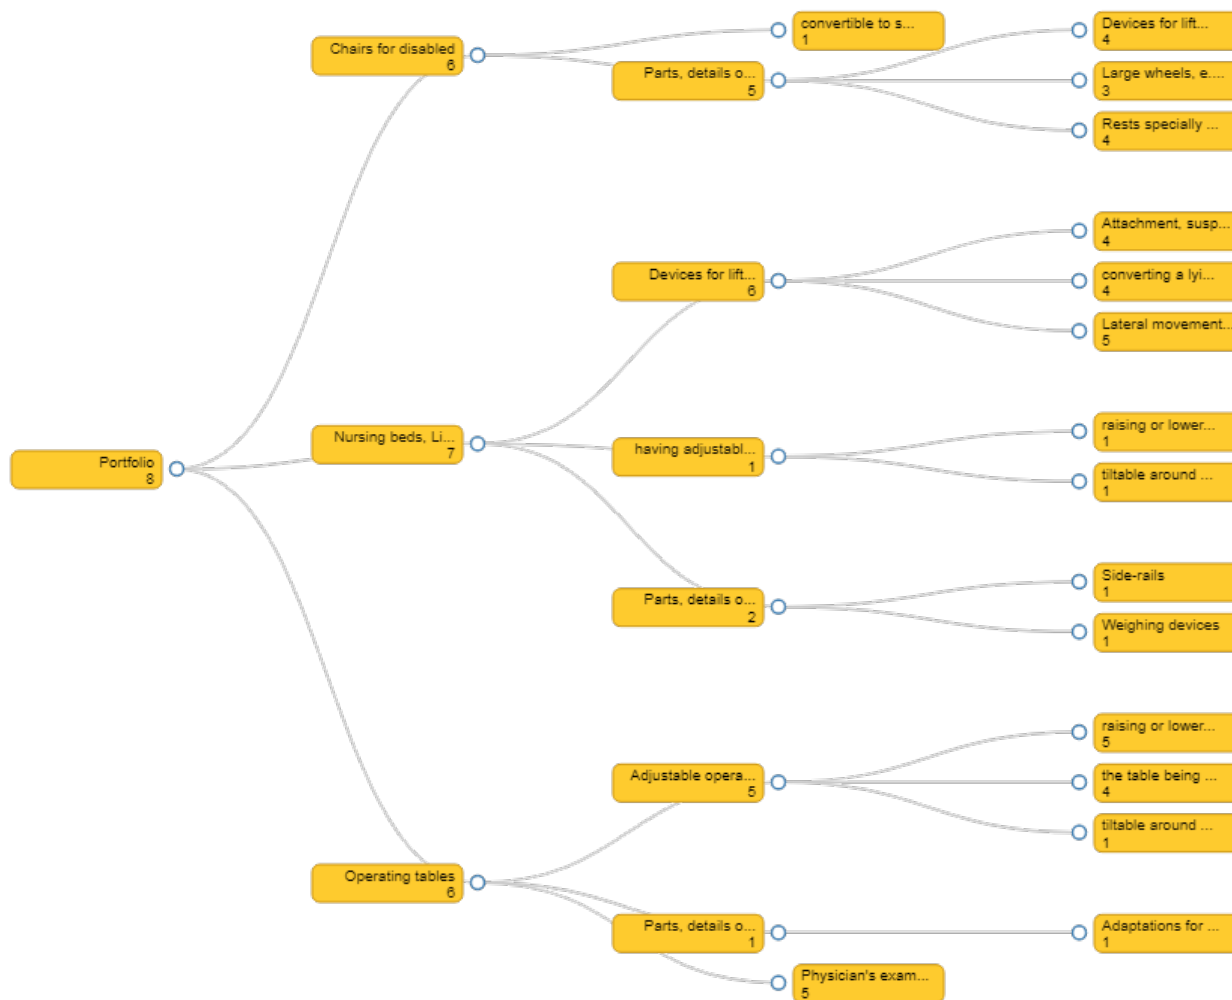 convertible to s...
1
Devices for lift...
4
Chairs for disabled
6
Parts, details o...
5
Large wheels, e....
3
Rests specially ...
4
Attachment, susp...
4
Devices for lift...
6
converting a lyi...
4
Lateral movement...
5
raising or lower...
1
Nursing beds, Li...
7
having adjustabl...
1
Portfolio
8
tiltable around ...
1
Side-rails
1
Parts, details o...
2
Weighing devices
1
raising or lower...
5
Adjustable opera...
5
the table being ...
4
tiltable around ...
1
Operating tables
6
Parts, details o...
1
Adaptations for ...
1
Physician's exam...
5